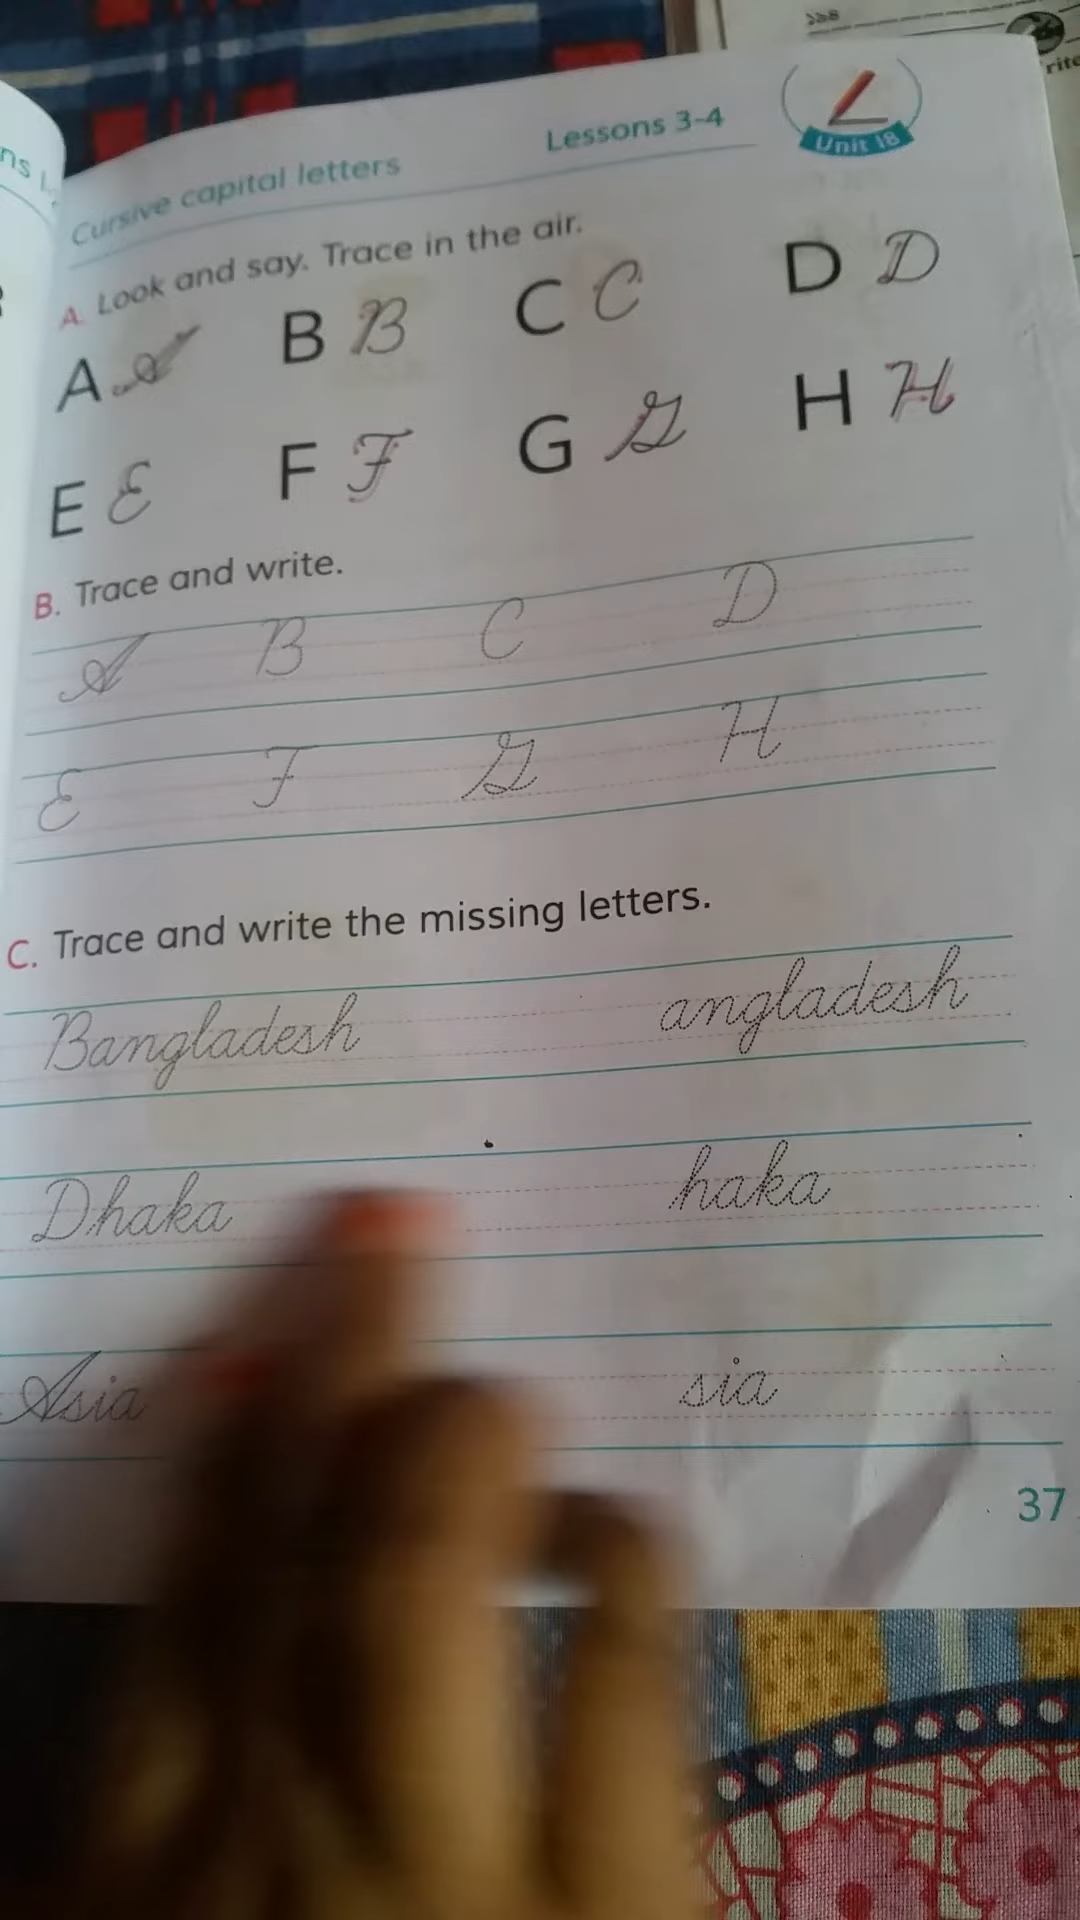 Cursive capital letters Lessons 3-4 Unit 18
A. Look and say. Trace in the air.
A A B B C C D D
E E F F G G H H
B. Trace and write.
A B C D
E F G H
C. Trace and write the missing letters.
Bangladesh angladesh
Dhaka haka
Asia sia
37